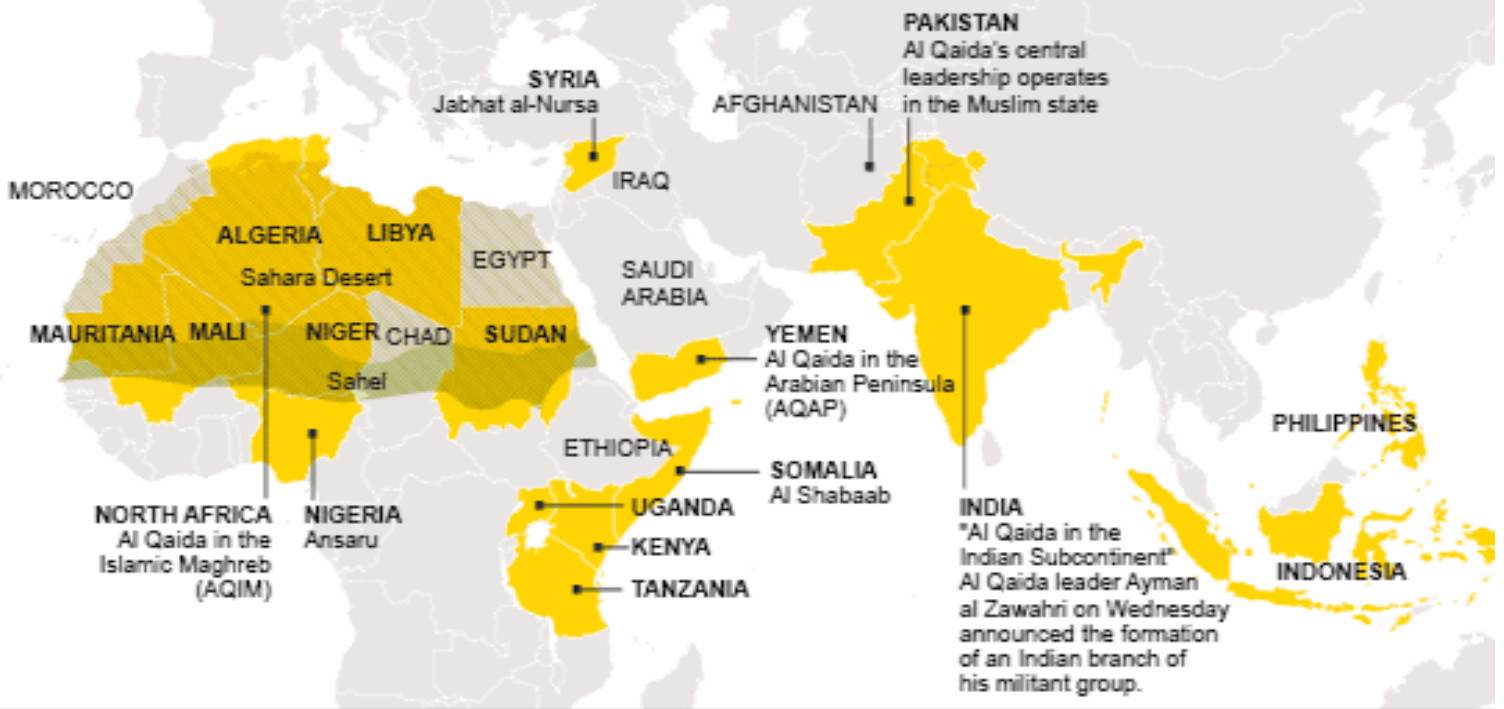 PAKISTAN
Al Qaida's central
leadership operates
in the Muslim state
SYRIA
Jabhat al-Nursa
AFGHANISTAN
IRAQ
MOROCCO
ALGERIA
LIBYA
EGYPT
Sahara Desert
SAUDI
ARABIA
MAURITANIA
MALI
NIGER
CHAD
SUDAN
Sahel
YEMEN
Al Qaida in the
Arabian Peninsula
(AQAP)
ETHIOPIA
SOMALIA
Al Shabaab
PHILIPPINES
NORTH AFRICA
Al Qaida in the
Islamic Maghreb
(AQIM)
NIGERIA
Ansaru
UGANDA
KENYA
TANZANIA
INDIA
"Al Qaida in the
Indian Subcontinent"
Al Qaida leader Ayman
al Zawahri on Wednesday
announced the formation
of an Indian branch of
his militant group.
INDONESIA